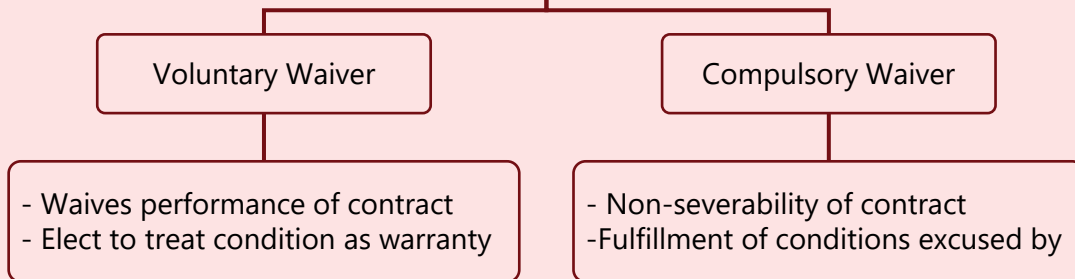 Voluntary Waiver
Compulsory Waiver
- Waives performance of contract
- Elect to treat condition as warranty
- Non-severability of contract
-Fulfillment of conditions excused by